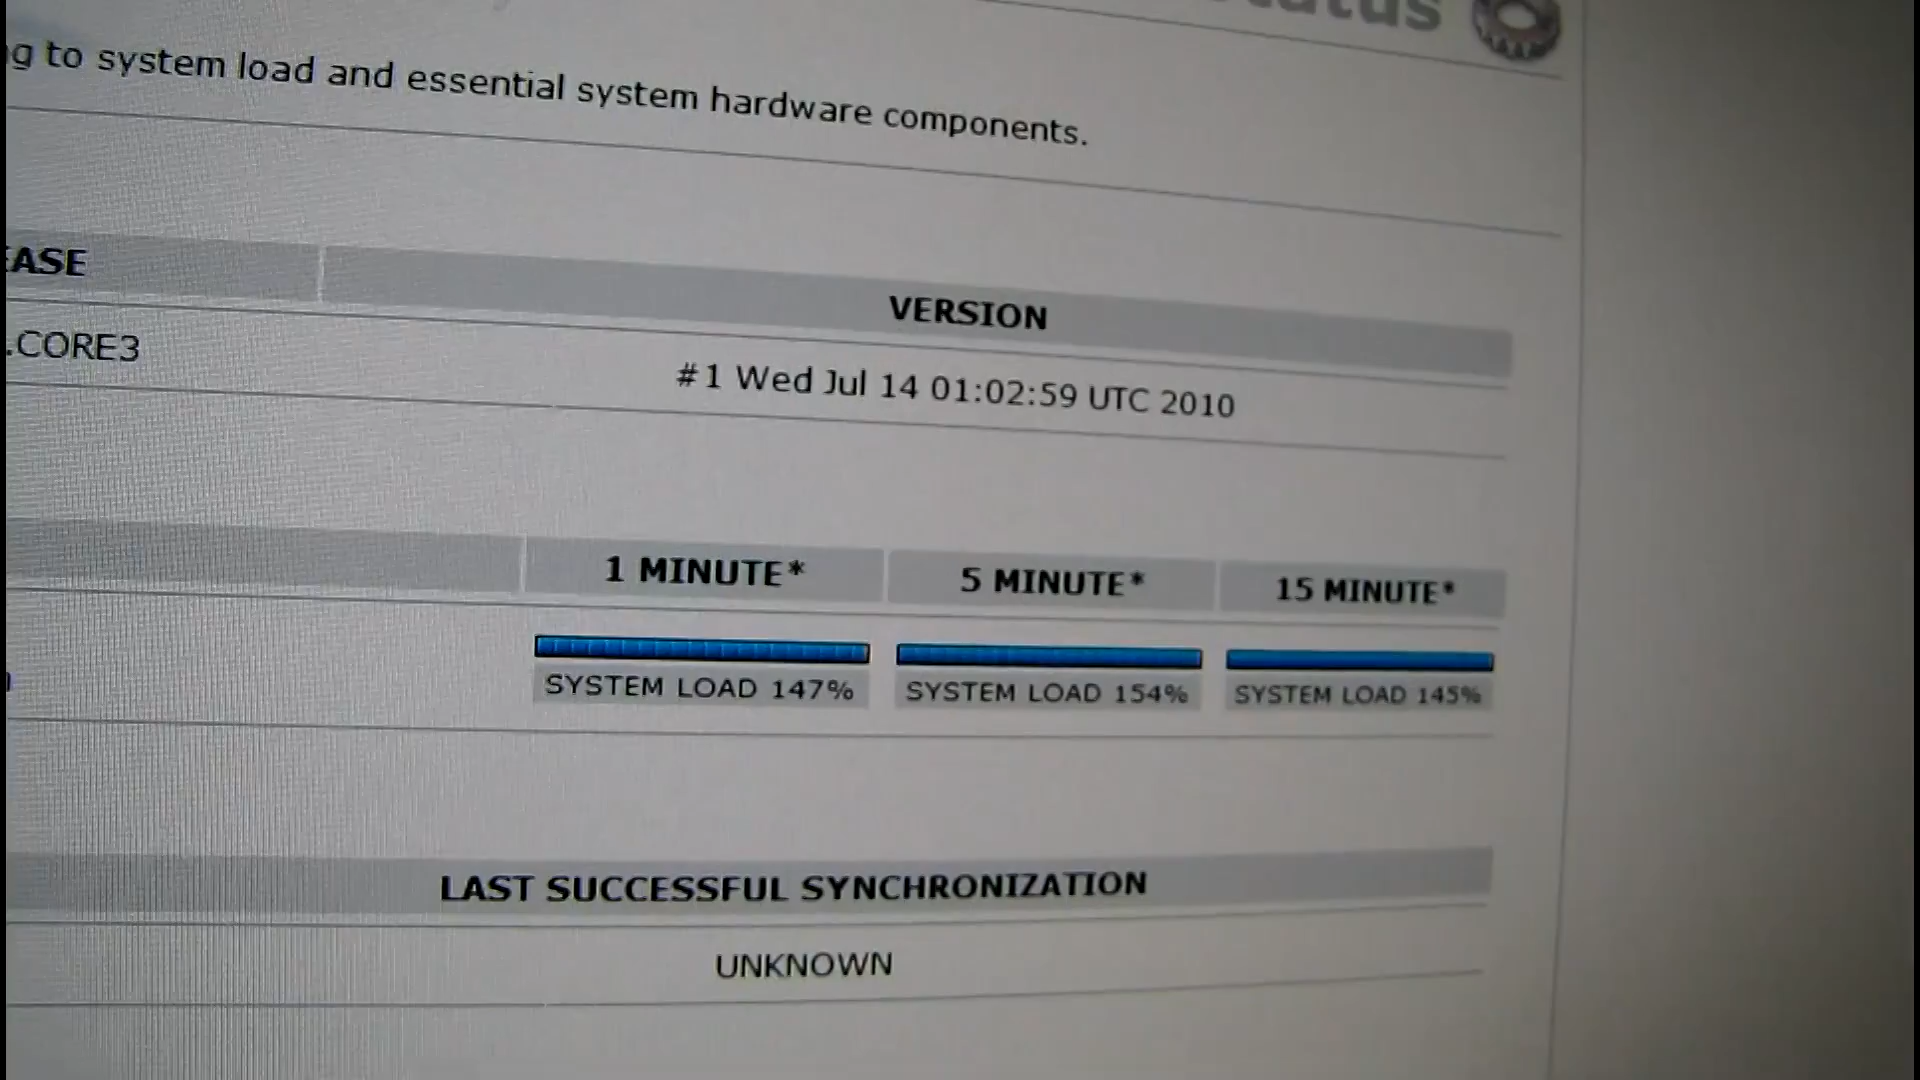 to system load and essential system hardware components.
VERSION
.CORE3
#1 Wed Jul 14 01:02:59 UTC 2010
1 MINUTE* 5 MINUTE* 15 MINUTE*
SYSTEM LOAD 147% SYSTEM LOAD 154% SYSTEM LOAD 145%
LAST SUCCESSFUL SYNCHRONIZATION
UNKNOWN